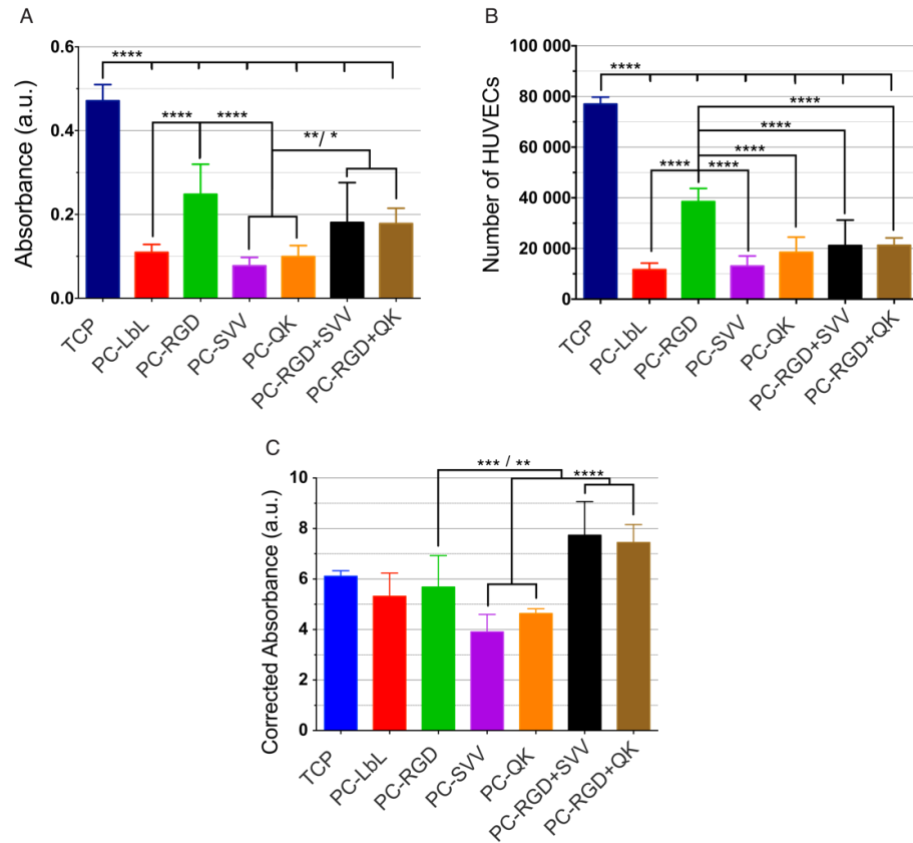 A
Absorbance (a.u.)
0.6
0.4
0.2
0.0
****
**** ****
**/ *
TCP
PC-LbL
PC-RGD
PC-SVV
PC-QK
PC-RGD+SVV
PC-RGD+QK
B
Number of HUVECs
100 000
80 000
60 000
40 000
20 000
0
****
****
****
****
**** ****
TCP
PC-LbL
PC-RGD
PC-SVV
PC-QK
PC-RGD+SVV
PC-RGD+QK
C
Corrected Absorbance (a.u.)
10
8
6
4
2
0
*** / **
****
TCP
PC-LbL
PC-RGD
PC-SVV
PC-QK
PC-RGD+SVV
PC-RGD+QK